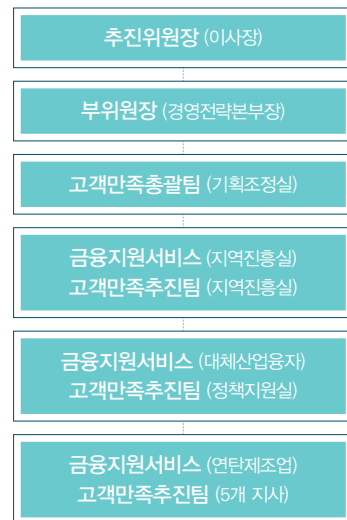 추진위원장 (이사장)
부위원장 (경영전략본부장)
고객만족총괄팀 (기획조정실)
금융지원서비스 (지역진흥실)
고객만족추진팀 (지역진흥실)
금융지원서비스 (대체산업융자)
고객만족추진팀 (정책지원실)
금융지원서비스 (연탄제조업)
고객만족추진팀 (5개 지사)